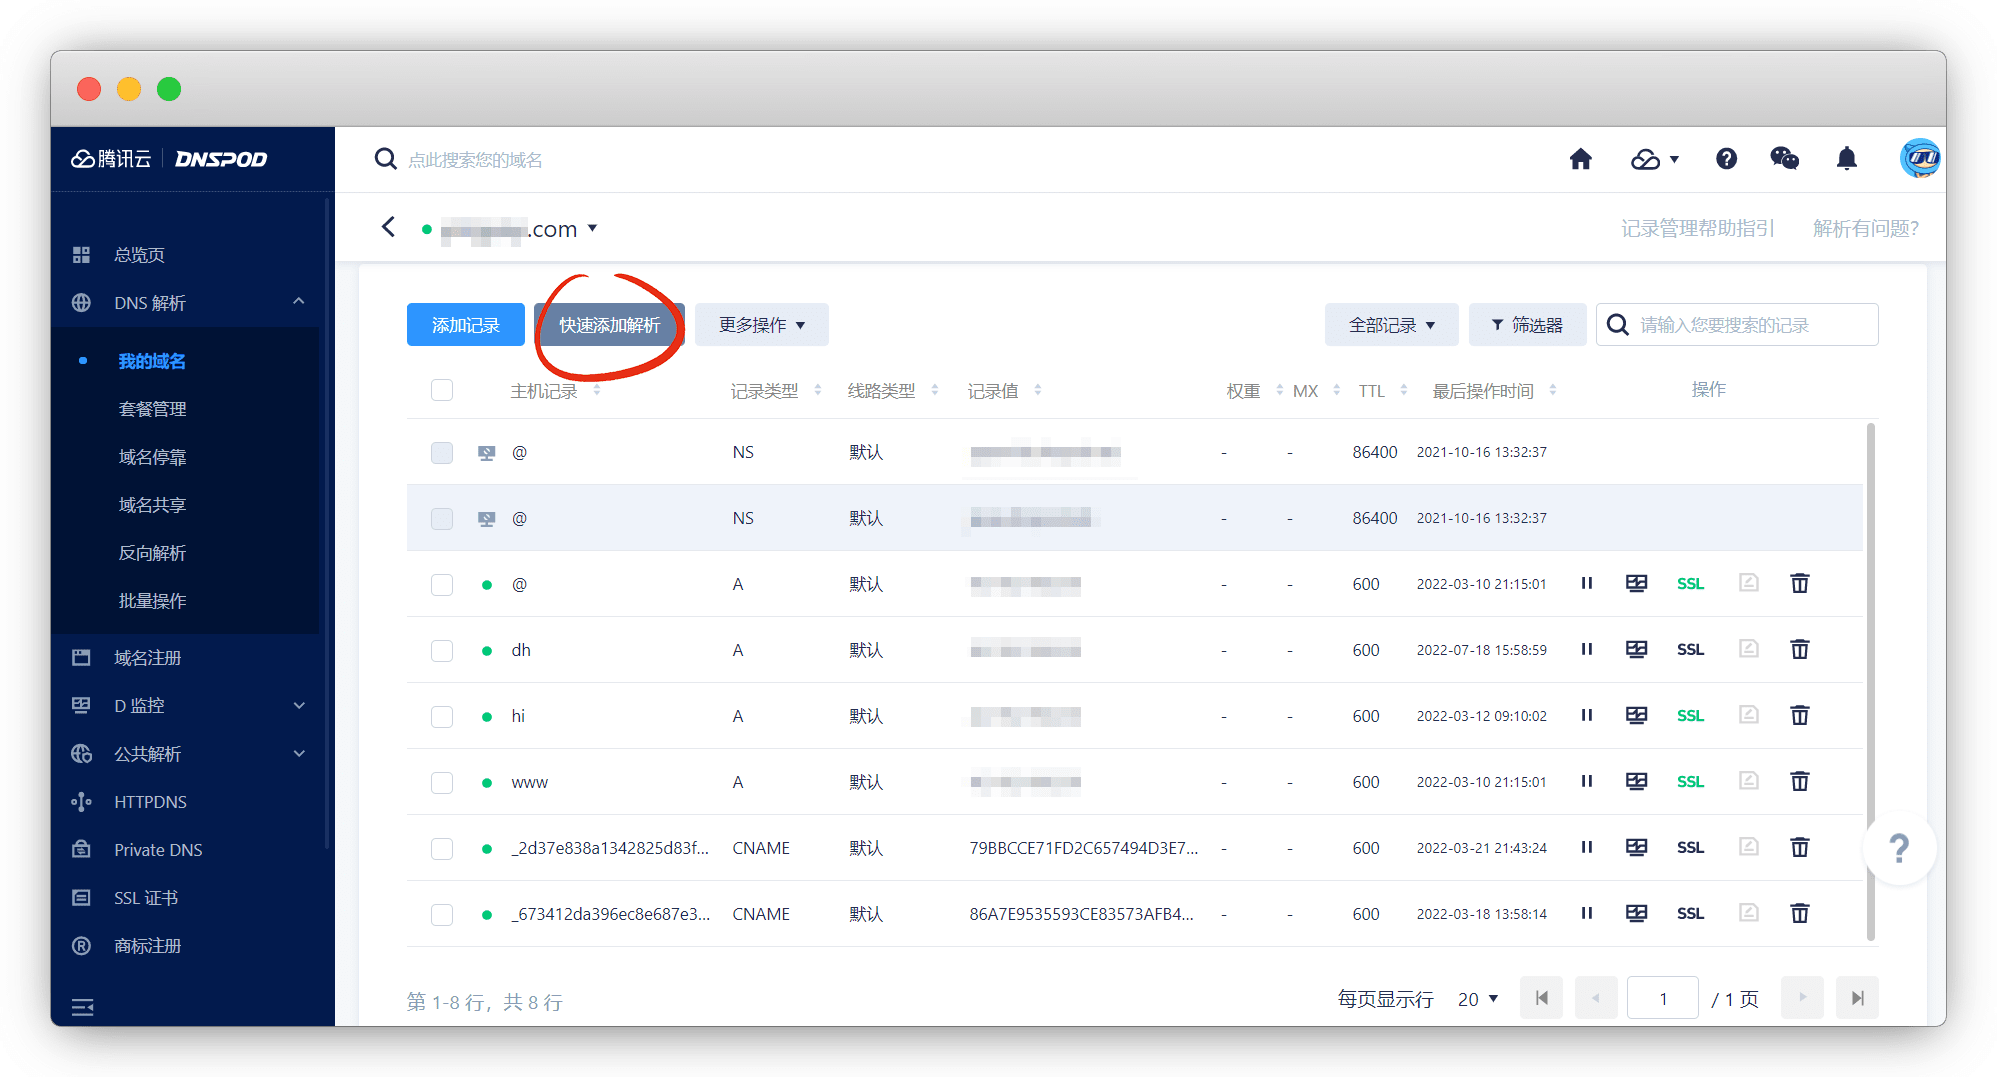 腾讯云 | DNSPOD
点此搜索您的域名
.com
记录管理帮助指引 解析有问题?
总览页
DNS 解析
我的域名
套餐管理
域名停靠
域名共享
反向解析
批量操作
域名注册
D 监控
公共解析
HTTPDNS
Private DNS
SSL 证书
商标注册
添加记录 快速添加解析 更多操作 全部记录 筛选器 请输入您要搜索的记录
主机记录 记录类型 线路类型 记录值 权重 MX TTL 最后操作时间 操作
@ NS 默认 - - 86400 2021-10-16 13:32:37
@ NS 默认 - - 86400 2021-10-16 13:32:37
@ A 默认 - - 600 2022-03-10 21:15:01 SSL
dh A 默认 - - 600 2022-07-18 15:58:59 SSL
hi A 默认 - - 600 2022-03-12 09:10:02 SSL
www A 默认 - - 600 2022-03-10 21:15:01 SSL
_2d37e838a1342825d83f... CNAME 默认 79BBCCE71FD2C657494D3E7... - - 600 2022-03-21 21:43:24 SSL
_673412da396ec8e687e3... CNAME 默认 86A7E9535593CE83573AFB4... - - 600 2022-03-18 13:58:14 SSL
?
第 1-8 行，共 8 行 每页显示行 20 1 / 1 页